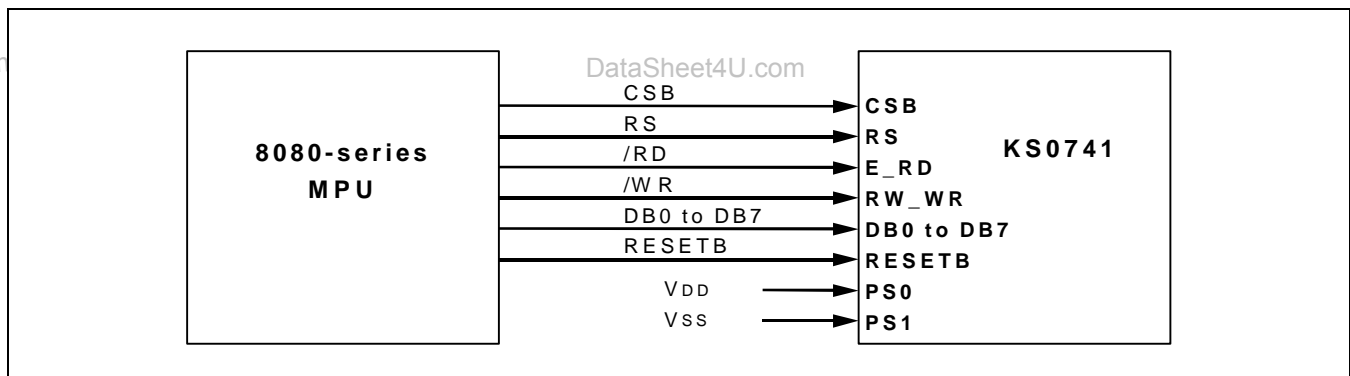 DataSheet4U.com
8080-series
MPU
CSB
RS
/RD
/WR
DB0 to DB7
RESETB
VDD
VSS
KS0741
CSB
RS
E_RD
RW_WR
DB0 to DB7
RESETB
PS0
PS1